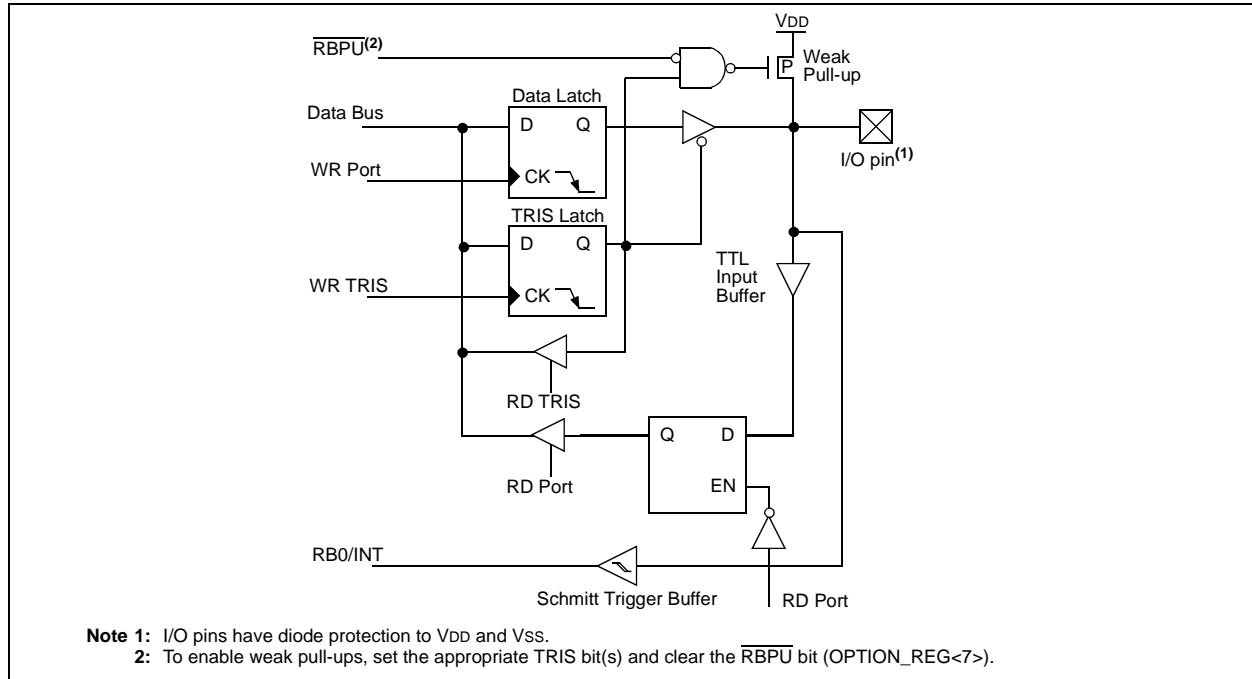 VDD
RBPU(2)
P
Weak
Pull-up
Data Latch
Data Bus
D Q
I/O pin(1)
WR Port
CK
TRIS Latch
D Q
TTL
Input
Buffer
WR TRIS
CK
RD TRIS
Q D
EN
RD Port
RB0/INT
Schmitt Trigger Buffer
RD Port
Note 1: I/O pins have diode protection to VDD and VSS.
2: To enable weak pull-ups, set the appropriate TRIS bit(s) and clear the RBPU bit (OPTION_REG<7>).